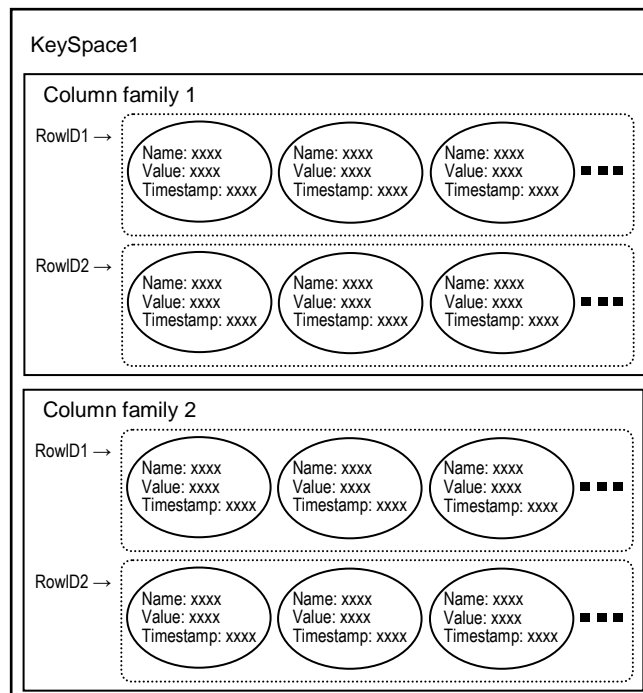 KeySpace1
Column family 1
RowID1 →
Name: xxxx Name: xxxx Name: xxxx
Value: xxxx Value: xxxx Value: xxxx
Timestamp: xxxx Timestamp: xxxx Timestamp: xxxx
RowID2 →
Name: xxxx Name: xxxx Name: xxxx
Value: xxxx Value: xxxx Value: xxxx
Timestamp: xxxx Timestamp: xxxx Timestamp: xxxx
Column family 2
RowID1 →
Name: xxxx Name: xxxx Name: xxxx
Value: xxxx Value: xxxx Value: xxxx
Timestamp: xxxx Timestamp: xxxx Timestamp: xxxx
RowID2 →
Name: xxxx Name: xxxx Name: xxxx
Value: xxxx Value: xxxx Value: xxxx
Timestamp: xxxx Timestamp: xxxx Timestamp: xxxx